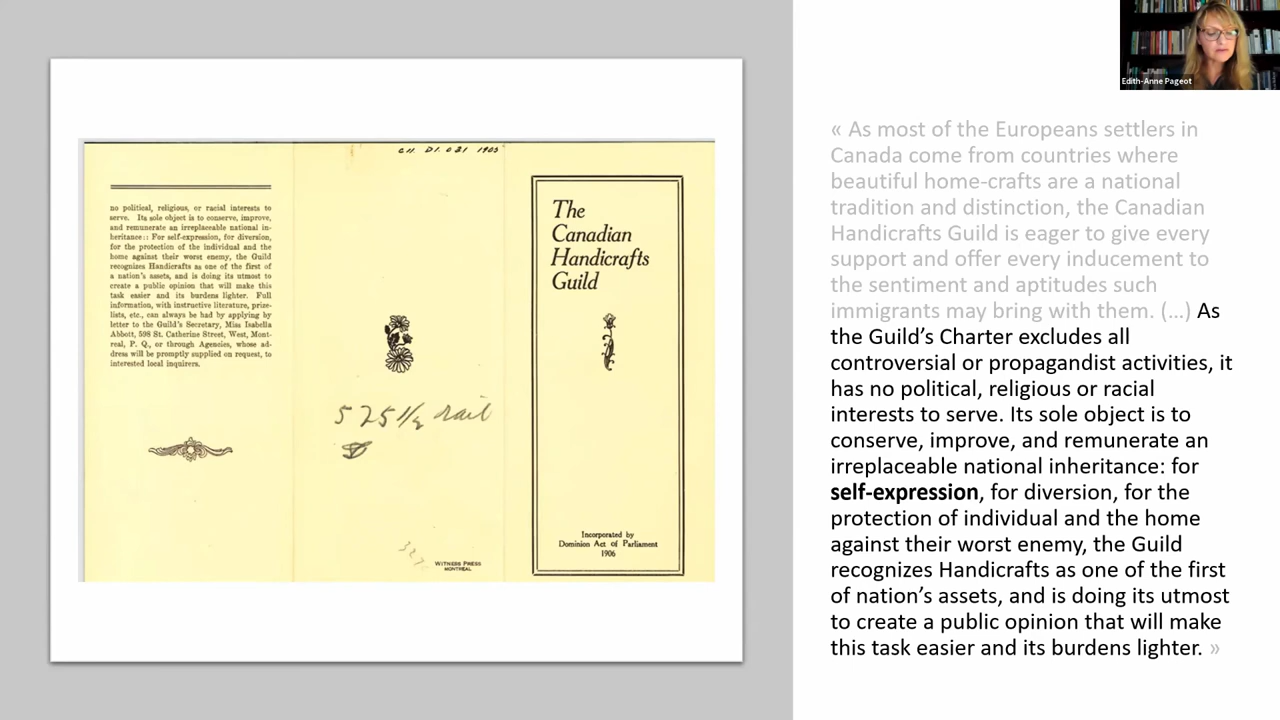 Edith-Anne Pageot
CH. D1. 031 1905
no political, religious, or racial interests to
serve. Its sole object is to conserve, improve,
and remunerate an irreplaceable national in-
heritance:: For self-expression, for diversion,
for the protection of the individual and the
home against their worst enemy, the Guild
recognizes Handicrafts as one of the first of
a nation's assets, and is doing its utmost to
create a public opinion that will make this
task easier and its burdens lighter. Full
information, with instructive literature, prize-
lists, etc., can always be had by applying by
letter to the Guild's Secretary, Miss Isabella
Abbott, 598 St. Catherine Street, West, Mont-
real, P. Q., or through Agencies, whose ad-
dress will be promptly supplied on request, to
interested local inquirers.
WITNESS PRESS
MONTREAL
The
Canadian
Handicrafts
Guild
Incorporated by
Dominion Act of Parliament
1906
« As most of the Europeans settlers in
Canada come from countries where
beautiful home-crafts are a national
tradition and distinction, the Canadian
Handicrafts Guild is eager to give every
support and offer every inducement to
the sentiment and aptitudes such
immigrants may bring with them. (…) As
the Guild's Charter excludes all
controversial or propagandist activities, it
has no political, religious or racial
interests to serve. Its sole object is to
conserve, improve, and remunerate an
irreplaceable national inheritance: for
self-expression, for diversion, for the
protection of individual and the home
against their worst enemy, the Guild
recognizes Handicrafts as one of the first
of nation's assets, and is doing its utmost
to create a public opinion that will make
this task easier and its burdens lighter. »